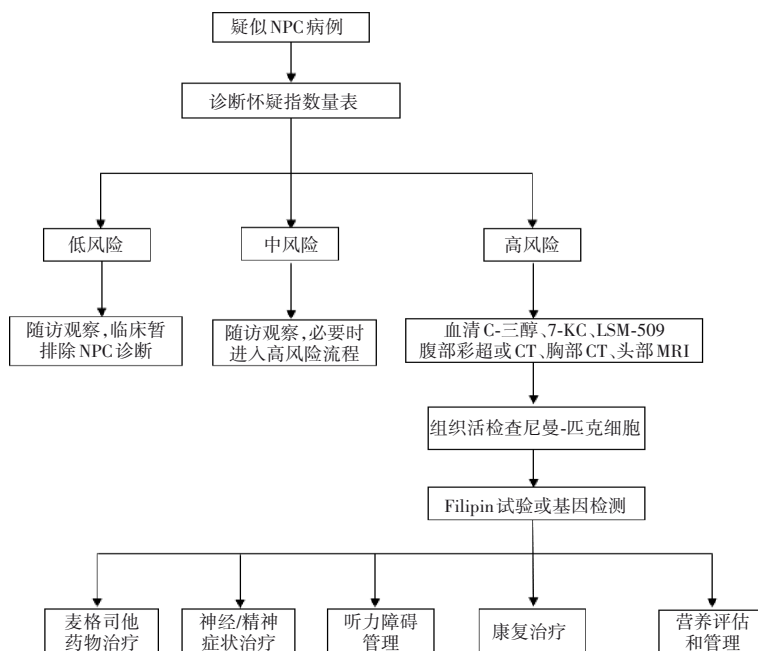 疑似NPC病例
诊断怀疑指数量表
低风险
中风险
高风险
随访观察,临床暂
排除NPC诊断
随访观察,必要时
进入高风险流程
血清C-三醇、7-KC、LSM-509
腹部彩超或CT、胸部CT、头部MRI
组织活检查尼曼-匹克细胞
Filipin试验或基因检测
麦格司他
药物治疗
神经/精神
症状治疗
听力障碍
管理
康复治疗
营养评估
和管理